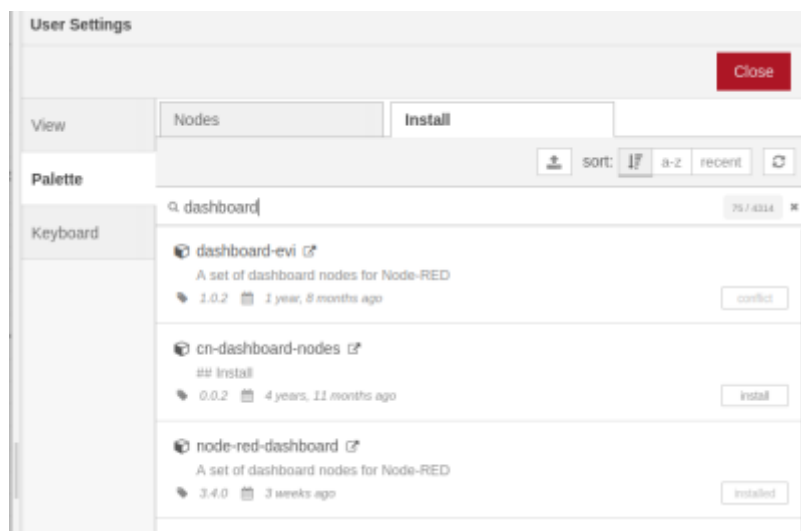 User Settings
Close
View
Palette
Keyboard
Nodes
Install
sort: a-z recent
dashboard
75 / 4314
dashboard-evi
A set of dashboard nodes for Node-RED
1.0.2 1 year, 8 months ago
conflict
cn-dashboard-nodes
## Install
0.0.2 4 years, 11 months ago
install
node-red-dashboard
A set of dashboard nodes for Node-RED
3.4.0 3 weeks ago
installed